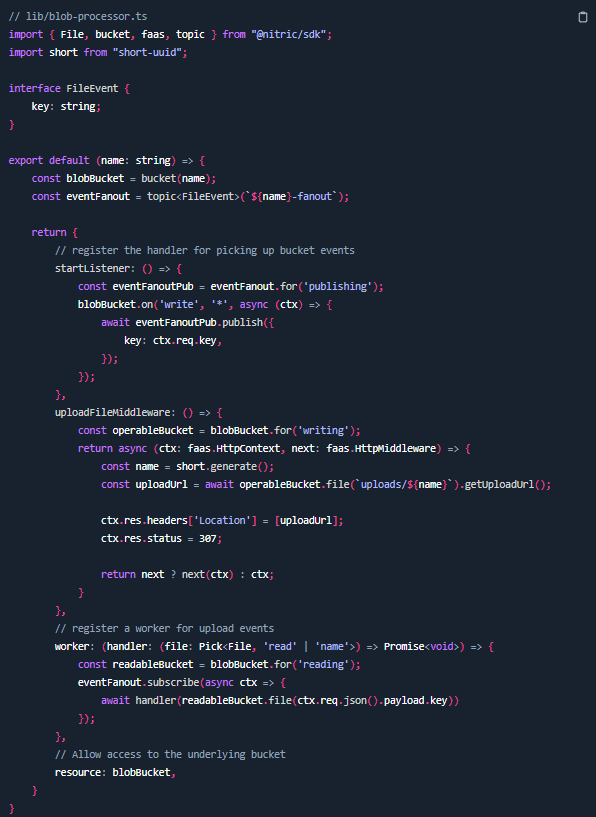 // lib/blob-processor.ts
import { File, bucket, faas, topic } from "@nitric/sdk";
import short from "short-uuid";

interface FileEvent {
    key: string;
}

export default (name: string) => {
    const blobBucket = bucket(name);
    const eventFanout = topic<FileEvent>(`${name}-fanout`);

    return {
        // register the handler for picking up bucket events
        startListener: () => {
            const eventFanoutPub = eventFanout.for('publishing');
            blobBucket.on('write', '*', async (ctx) => {
                await eventFanoutPub.publish({
                    key: ctx.req.key,
                });
            });
        },
        uploadFileMiddleware: () => {
            const operableBucket = blobBucket.for('writing');
            return async (ctx: faas.HttpContext, next: faas.HttpMiddleware) => {
                const name = short.generate();
                const uploadUrl = await operableBucket.file(`uploads/${name}`).getUploadUrl();

                ctx.res.headers['Location'] = [uploadUrl];
                ctx.res.status = 307;

                return next ? next(ctx) : ctx;
            }
        },
        // register a worker for upload events
        worker: (handler: (file: Pick<File, 'read' | 'name'>) => Promise<void>) => {
            const readableBucket = blobBucket.for('reading');
            eventFanout.subscribe(async ctx => {
                await handler(readableBucket.file(ctx.req.json().payload.key))
            });
        },
        // Allow access to the underlying bucket
        resource: blobBucket,
    }
}